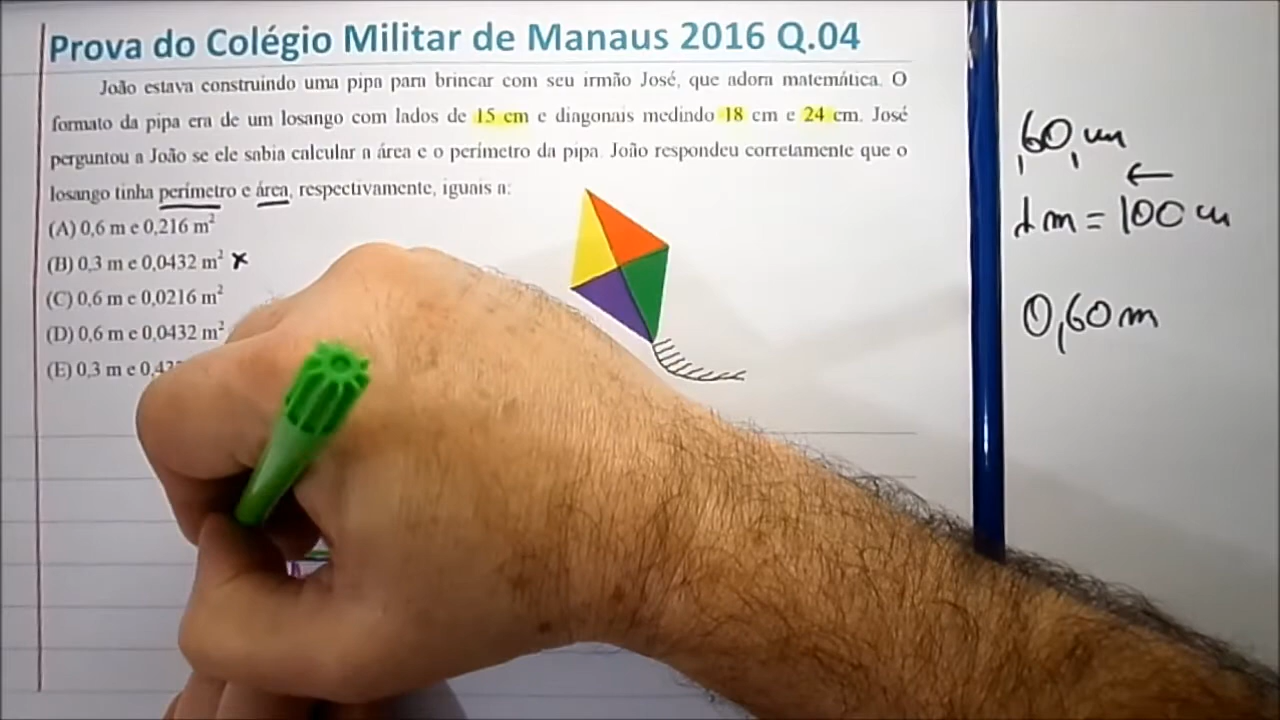 Prova do Colégio Militar de Manaus 2016 Q.04
João estava construindo uma pipa para brincar com seu irmão José, que adora matemática. O
formato da pipa era de um losango com lados de 15 cm e diagonais medindo 18 cm e 24 cm. José
perguntou a João se ele sabia calcular a área e o perímetro da pipa. João respondeu corretamente que o
losango tinha perímetro e área, respectivamente, iguais a:
(A) 0,6 m e 0,216 m²
(B) 0,3 m e 0,0432 m² x
(C) 0,6 m e 0,0216 m²
(D) 0,6 m e 0,0432 m²
(E) 0,3 m e
,60, cm
←
1 m = 100 cm
0,60 m